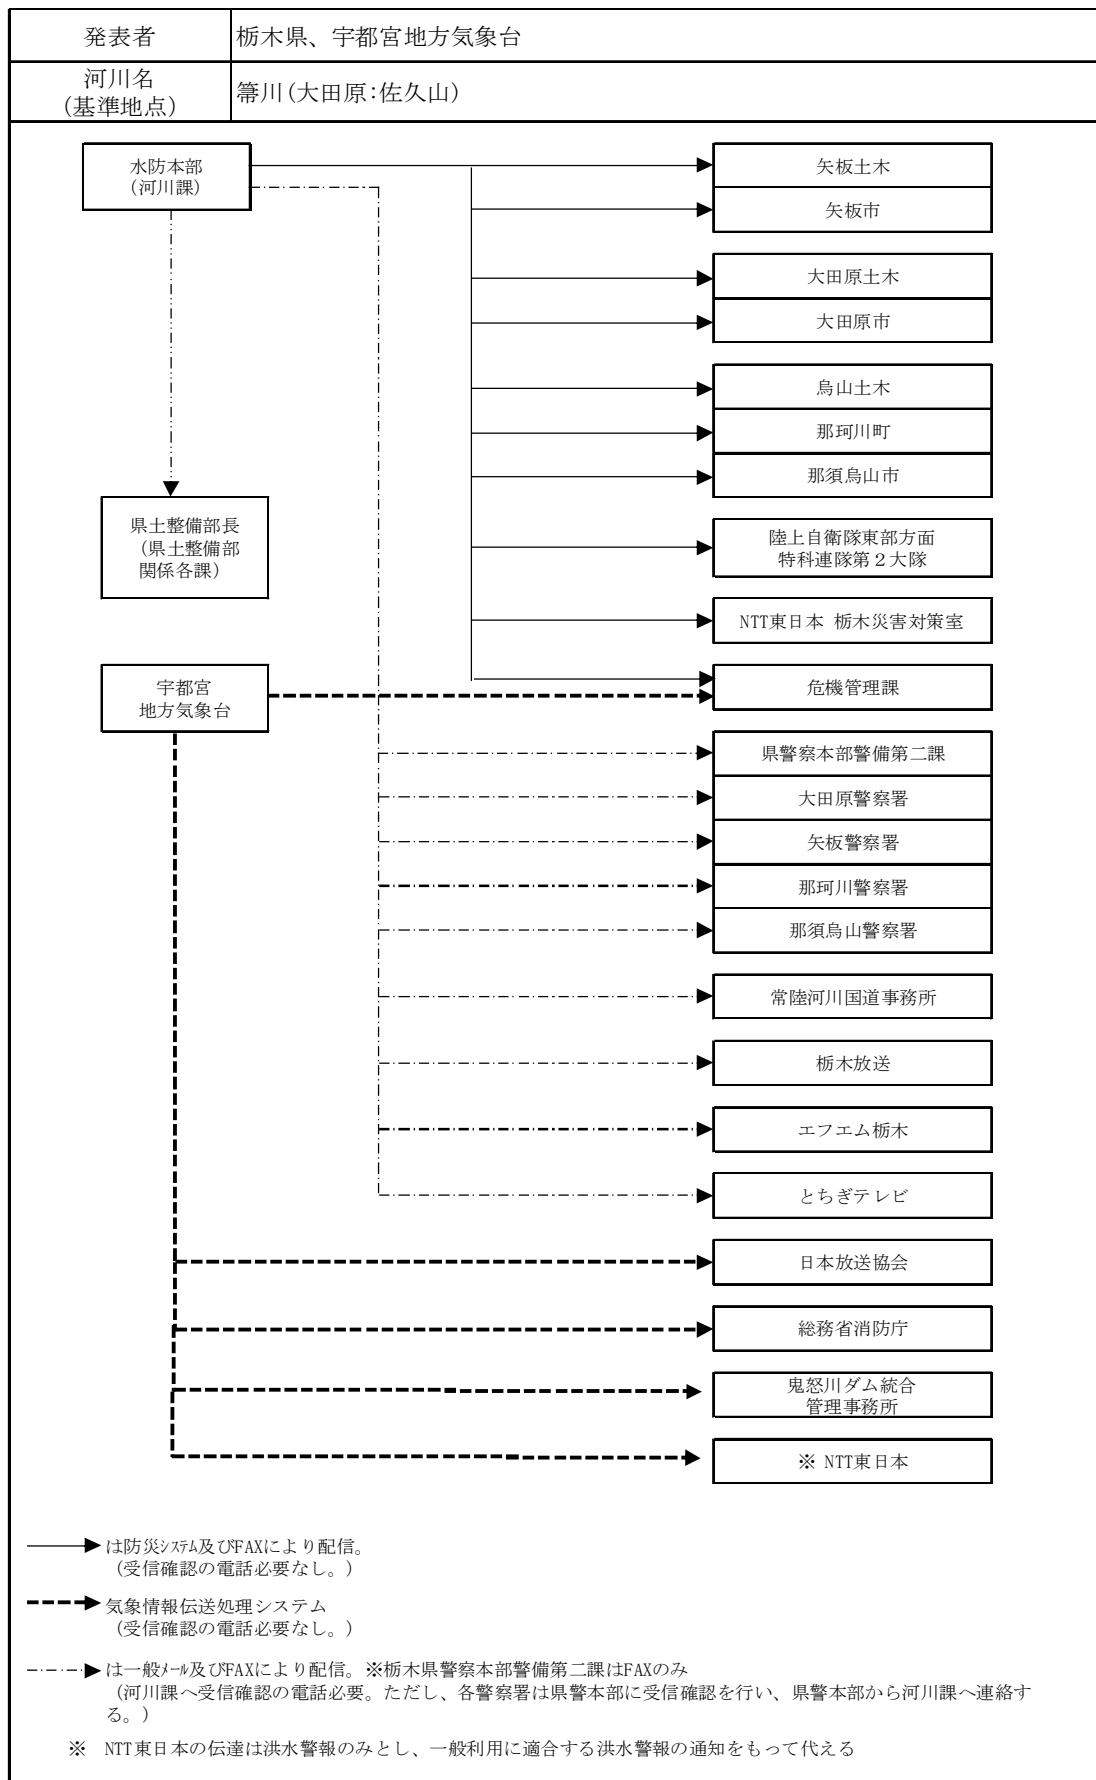 発表者
栃木県、宇都宮地方気象台
河川名
(基準地点)
箒川(大田原:佐久山)
水防本部
(河川課)
矢板土木
矢板市
大田原土木
大田原市
烏山土木
那珂川町
那須烏山市
県土整備部長
(県土整備部
関係各課)
陸上自衛隊東部方面
特科連隊第２大隊
NTT東日本 栃木災害対策室
宇都宮
地方気象台
危機管理課
県警察本部警備第二課
大田原警察署
矢板警察署
那珂川警察署
那須烏山警察署
常陸河川国道事務所
栃木放送
エフエム栃木
とちぎテレビ
日本放送協会
総務省消防庁
鬼怒川ダム統合
管理事務所
※ NTT東日本
は防災ｼｽﾃﾑ及びFAXにより配信。
(受信確認の電話必要なし。)
気象情報伝送処理システム
(受信確認の電話必要なし。)
は一般ﾒｰﾙ及びFAXにより配信。※栃木県警察本部警備第二課はFAXのみ
(河川課へ受信確認の電話必要。ただし、各警察署は県警本部に受信確認を行い、県警本部から河川課へ連絡す
る。)
※ NTT東日本の伝達は洪水警報のみとし、一般利用に適合する洪水警報の通知をもって代える